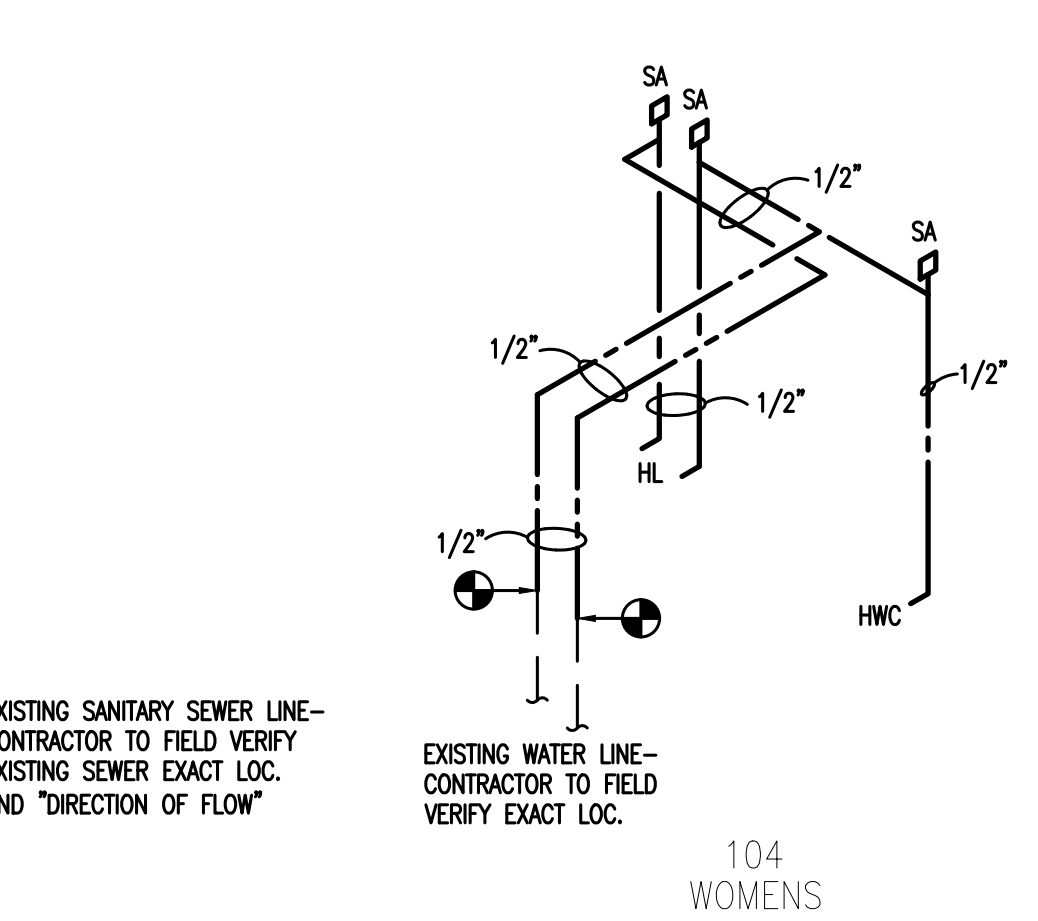 SA
SA
1/2"
SA
1/2"
1/2"
1/2"
HL
1/2"
HWC
XISTING SANITARY SEWER LINE-
ONTRACTOR TO FIELD VERIFY
XISTING SEWER EXACT LOC.
ND "DIRECTION OF FLOW"
EXISTING WATER LINE-
CONTRACTOR TO FIELD
VERIFY EXACT LOC.
104
WOMENS